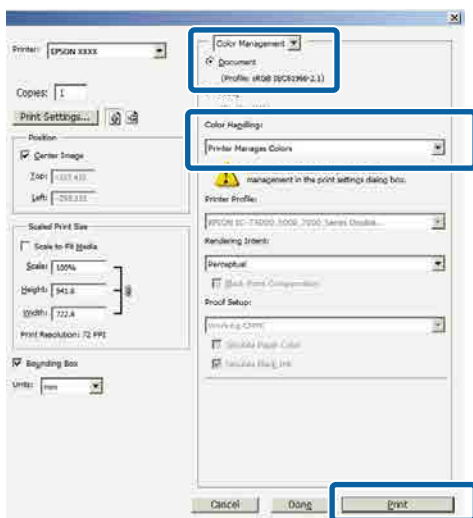 Printer: EPSON XXXX
Copies: 1
Print Settings...
Position
Center Image
Top:
Left:
Scaled Print Size
Scale to Fit Media
Scale: 100%
Height: 941.6
Width: 722.4
Print Resolution: 72 PPI
Bounding Box
Units: mm
Color Management
Document
(Profile: sRGB IEC61966-2.1)
Color Handling:
Printer Manages Colors
management in the print settings dialog box.
Printer Profile:
Rendering Intent:
Perceptual
Black Point Compensation
Proof Setup:
Working CMYK
Simulate Paper Color
Simulate Black Ink
Cancel
Done
Print